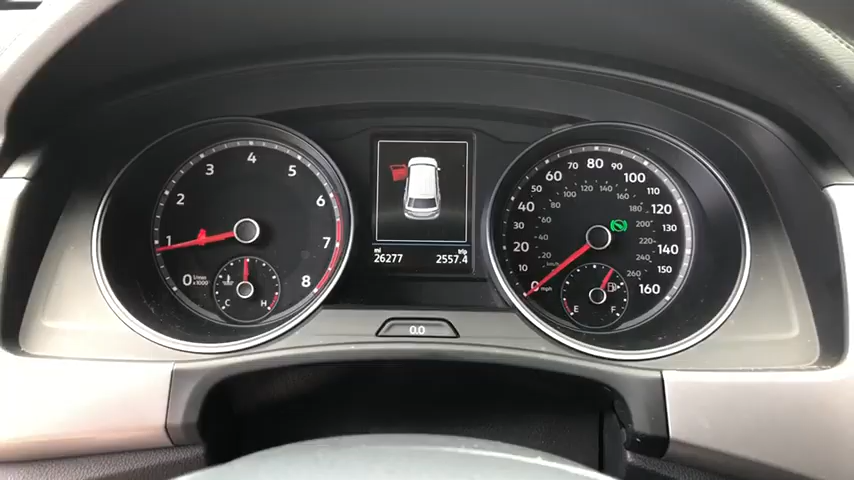 0 1 2 3 4 5 6 7 8
1/min
x1000
C H
mi trip
26277 2557.4
0.0
0 10 20 30 40 50 60 70 80 90 100 110 120 130 140 150 160
mph
20 40 60 80 100 120 140 160 180 200 220 240 260
km/h
E F